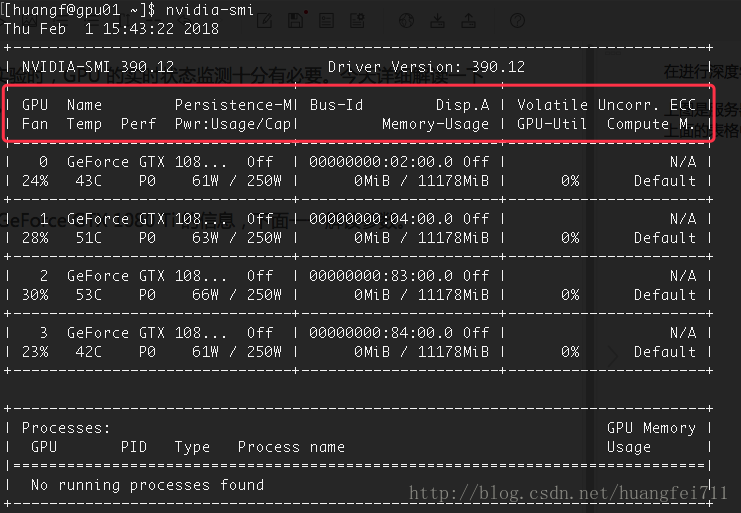 [[huangf@gpu01 ~]$ nvidia-smi
Thu Feb  1 15:43:22 2018
NVIDIA-SMI 390.12                 Driver Version: 390.12
GPU  Name        Persistence-M| Bus-Id        Disp.A | Volatile Uncorr. ECC
Fan  Temp  Perf  Pwr:Usage/Cap|         Memory-Usage | GPU-Util  Compute M.
0  GeForce GTX 108...  Off  | 00000000:02:00.0 Off |                  N/A
24%   43C    P0    61W / 250W |      0MiB / 11178MiB |      0%      Default
1  GeForce GTX 108...  Off  | 00000000:04:00.0 Off |                  N/A
28%   51C    P0    63W / 250W |      0MiB / 11178MiB |      0%      Default
2  GeForce GTX 108...  Off  | 00000000:83:00.0 Off |                  N/A
30%   53C    P0    66W / 250W |      0MiB / 11178MiB |      0%      Default
3  GeForce GTX 108...  Off  | 00000000:84:00.0 Off |                  N/A
23%   42C    P0    61W / 250W |      0MiB / 11178MiB |      0%      Default
Processes:                                                       GPU Memory
GPU       PID   Type   Process name                             Usage
No running processes found
http://blog.csdn.net/huangfei711